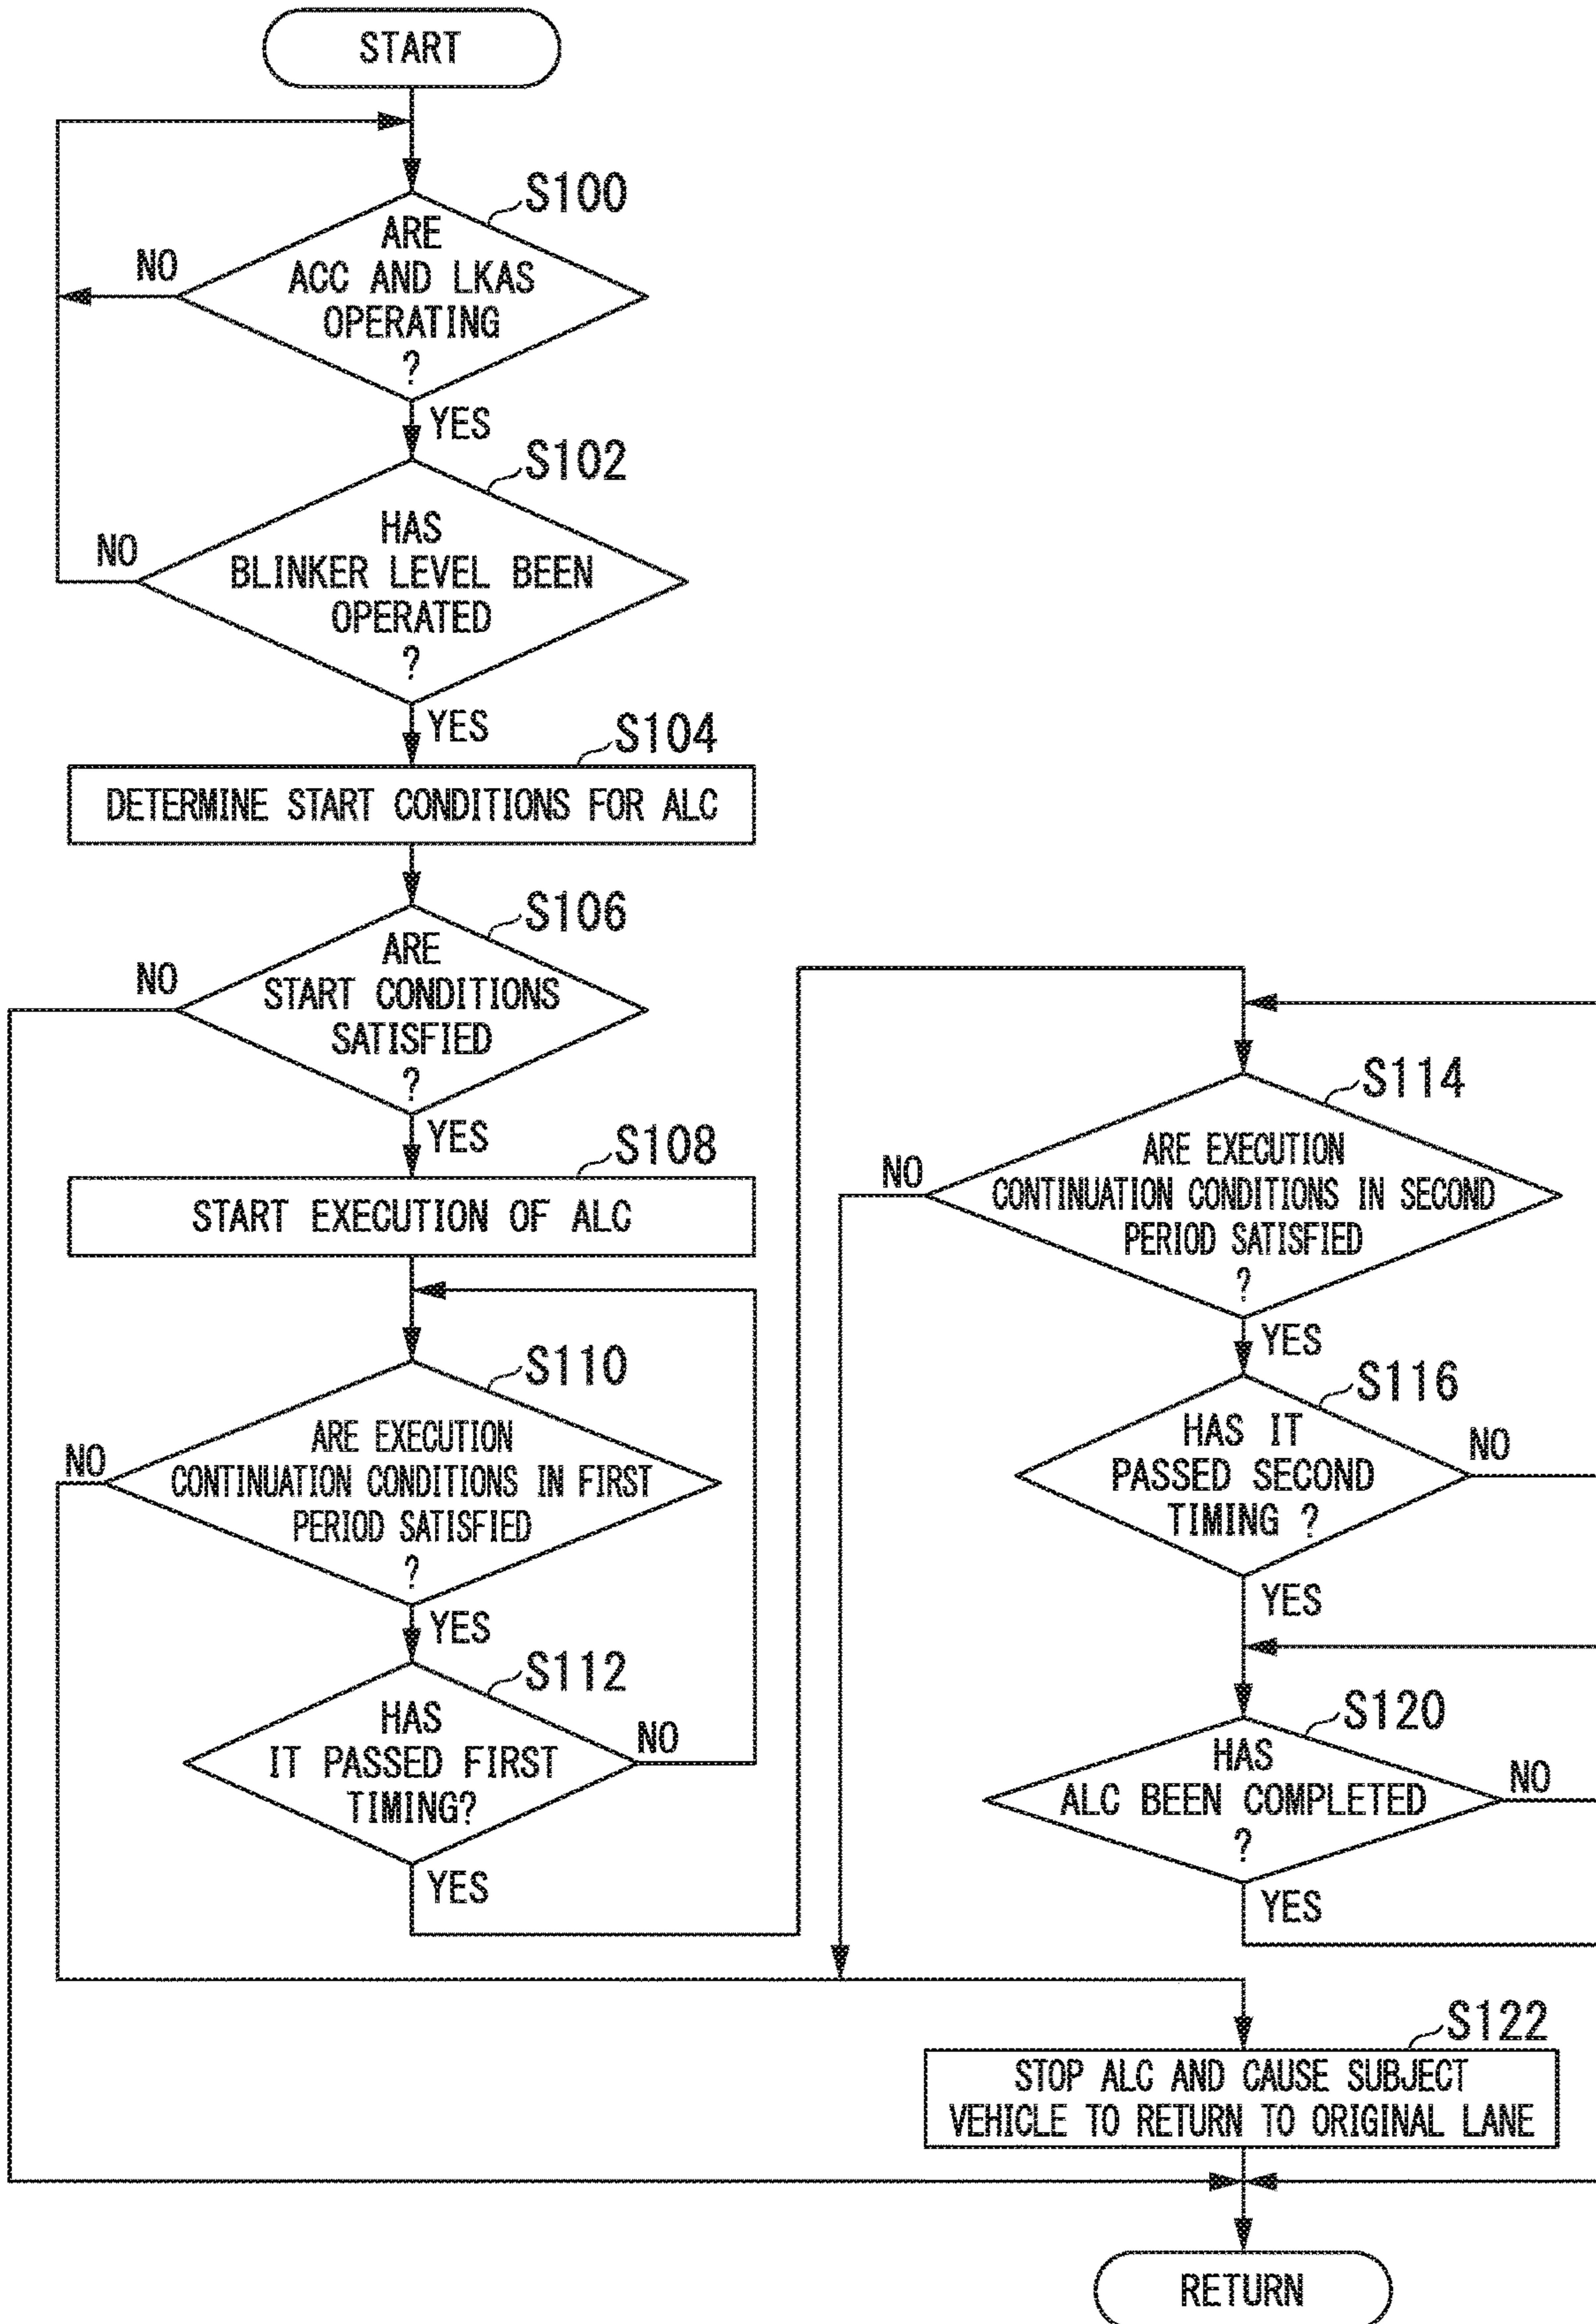 START
S100
ARE
ACC AND LKAS
OPERATING
?
NO
YES
S102
HAS
BLINKER LEVEL BEEN
OPERATED
?
NO
YES
S104
DETERMINE START CONDITIONS FOR ALC
S106
ARE
START CONDITIONS
SATISFIED
?
NO
YES
S108
START EXECUTION OF ALC
S110
ARE EXECUTION
CONTINUATION CONDITIONS IN FIRST
PERIOD SATISFIED
?
NO
YES
S112
HAS
IT PASSED FIRST
TIMING?
NO
YES
S114
ARE EXECUTION
CONTINUATION CONDITIONS IN SECOND
PERIOD SATISFIED
?
NO
YES
S116
HAS IT
PASSED SECOND
TIMING ?
NO
YES
S120
HAS
ALC BEEN COMPLETED
?
NO
YES
S122
STOP ALC AND CAUSE SUBJECT
VEHICLE TO RETURN TO ORIGINAL LANE
RETURN